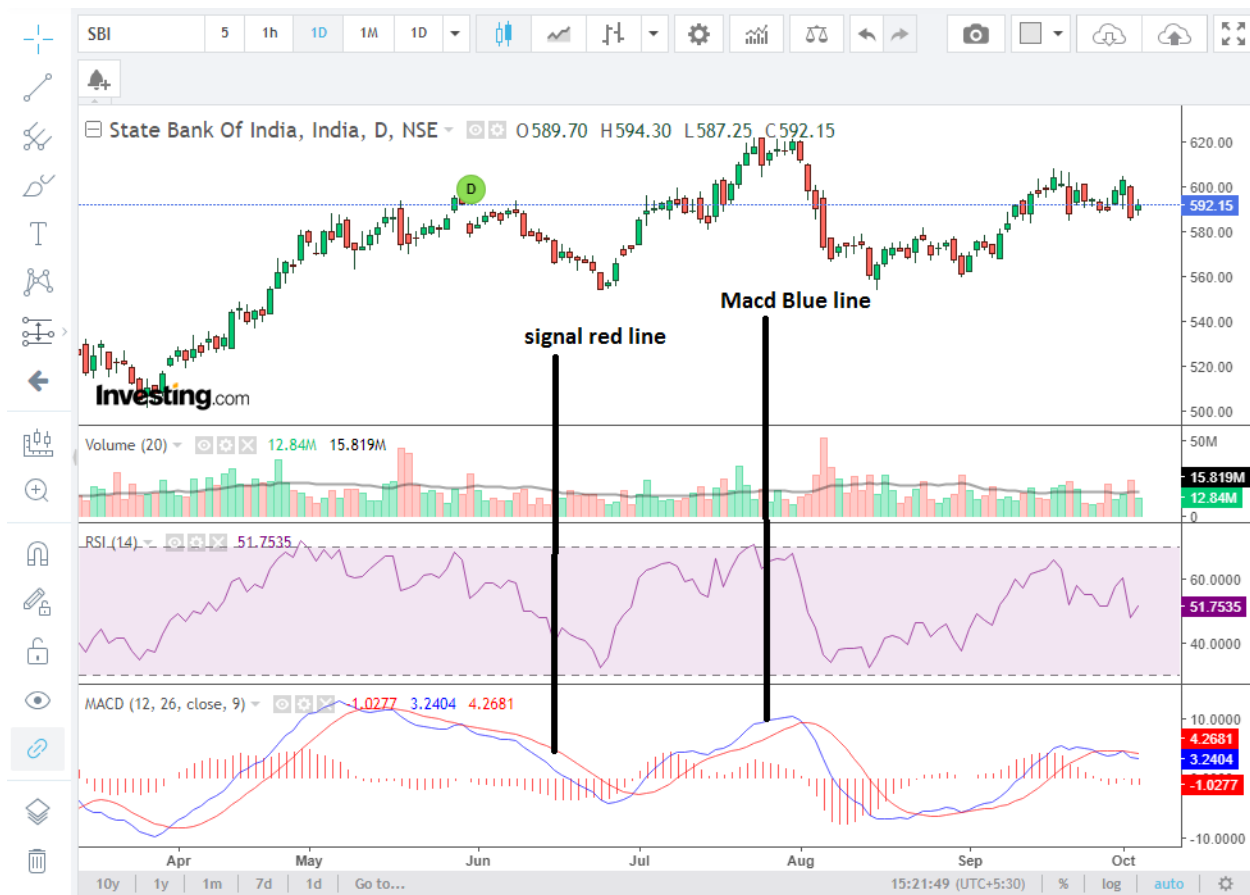 SBI 5 1h 1D 1M 1D
State Bank Of India, India, D, NSE O589.70 H594.30 L587.25 C592.15
620.00
D
600.00
592.15
580.00
560.00
Macd Blue line
signal red line
540.00
520.00
Investing.com
500.00
Volume (20) 12.84M 15.819M
50M
15.819M
12.84M
0
RSI (14) 51.7535
60.0000
51.7535
40.0000
MACD (12, 26, close, 9) -1.0277 3.2404 4.2681
10.0000
4.2681
3.2404
-1.0277
-10.0000
Apr May Jun Jul Aug Sep Oct
10y 1y 1m 7d 1d Go to... 15:21:49 (UTC+5:30) % log auto